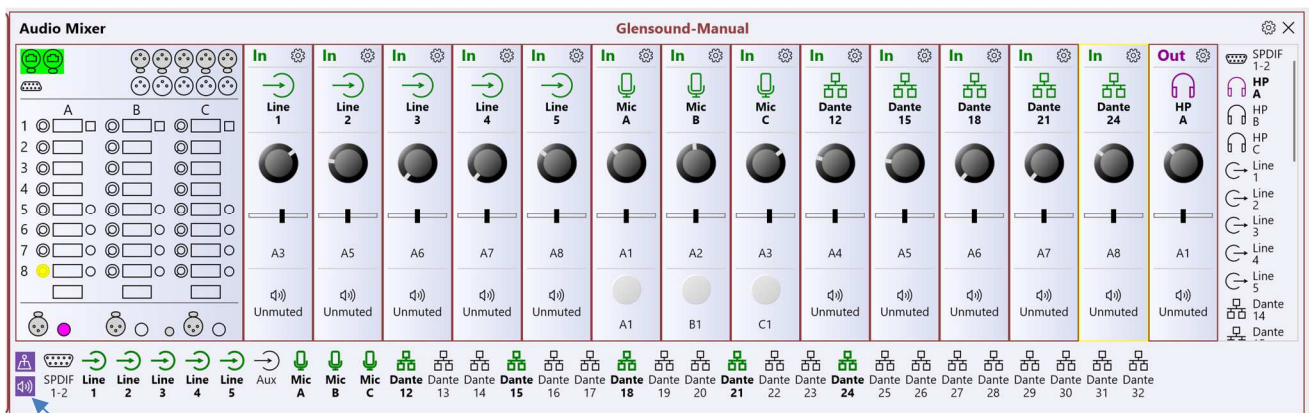 Audio Mixer
Glensound-Manual
A B C
1
2
3
4
5
6
7
8
In In In In In In In In In In In In In Out
Line 1
Line 2
Line 3
Line 4
Line 5
Mic A
Mic B
Mic C
Dante 12
Dante 15
Dante 18
Dante 21
Dante 24
HP A
A3 A5 A6 A7 A8 A1 A2 A3 A4 A5 A6 A7 A8 A1
Unmuted Unmuted Unmuted Unmuted Unmuted Unmuted Unmuted Unmuted Unmuted Unmuted Unmuted
A1 B1 C1
SPDIF
1-2
HP
A
HP
B
HP
C
Line
1
Line
2
Line
3
Line
4
Line
5
Dante
14
Dante
SPDIF Line Line Line Line Line Aux Mic Mic Mic Dante Dante Dante Dante Dante Dante Dante Dante Dante Dante Dante Dante Dante Dante Dante Dante Dante Dante Dante Dante Dante
1-2 1 2 3 4 5 A B C 12 13 14 15 16 17 18 19 20 21 22 23 24 25 26 27 28 29 30 31 32